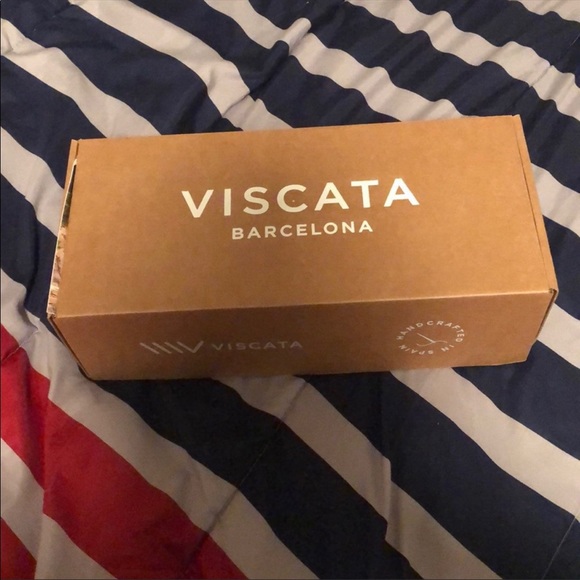 VISCATA
BARCELONA
VISCATA
HANDCRAFTED IN SPAIN